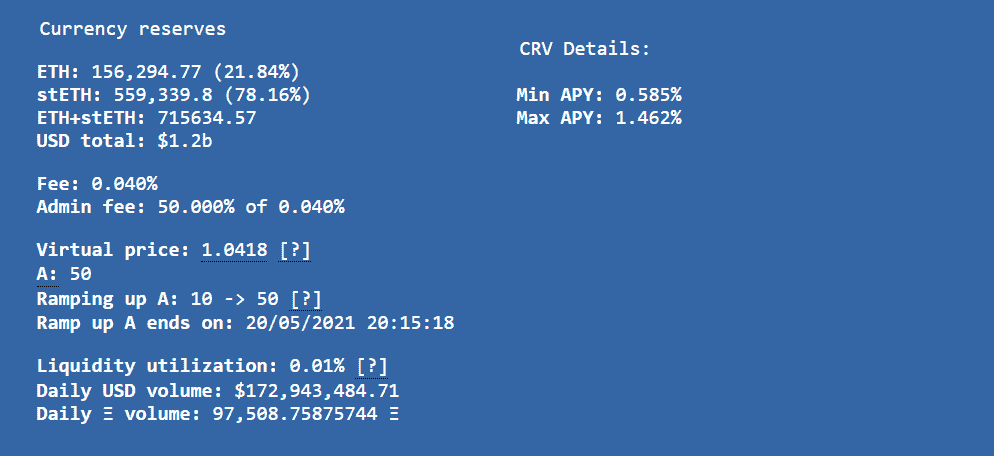 Currency reserves
ETH: 156,294.77 (21.84%)
stETH: 559,339.8 (78.16%)
ETH+stETH: 715634.57
USD total: $1.2b
Fee: 0.040%
Admin fee: 50.000% of 0.040%
Virtual price: 1.0418 [?]
A: 50
Ramping up A: 10 -> 50 [?]
Ramp up A ends on: 20/05/2021 20:15:18
Liquidity utilization: 0.01% [?]
Daily USD volume: $172,943,484.71
Daily Ξ volume: 97,508.75875744 Ξ
CRV Details:
Min APY: 0.585%
Max APY: 1.462%